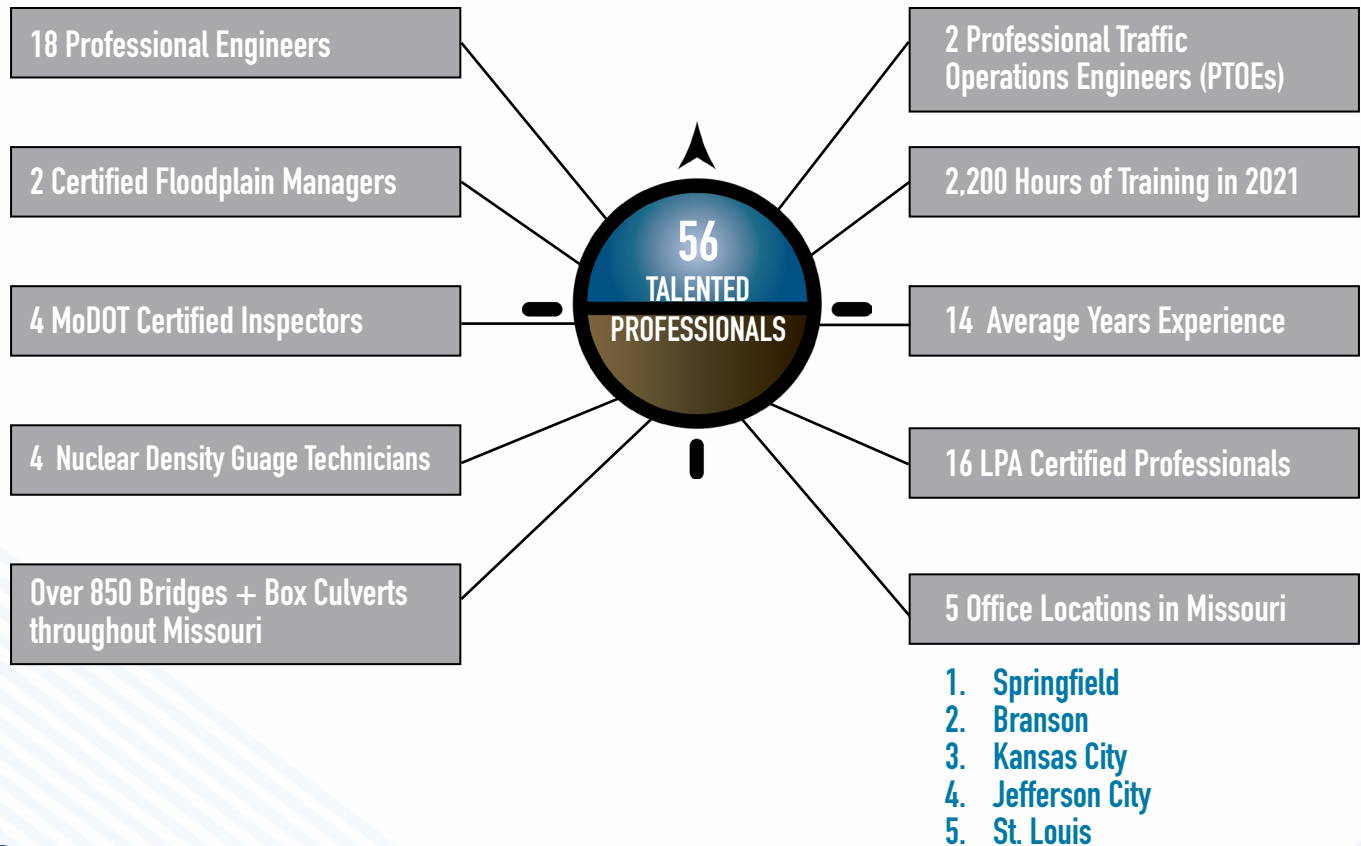 18 Professional Engineers
2 Certified Floodplain Managers
4 MoDOT Certified Inspectors
4 Nuclear Density Guage Technicians
Over 850 Bridges + Box Culverts
throughout Missouri
56
TALENTED
PROFESSIONALS
2 Professional Traffic
Operations Engineers (PTOEs)
2,200 Hours of Training in 2021
14 Average Years Experience
16 LPA Certified Professionals
5 Office Locations in Missouri
1. Springfield
2. Branson
3. Kansas City
4. Jefferson City
5. St. Louis